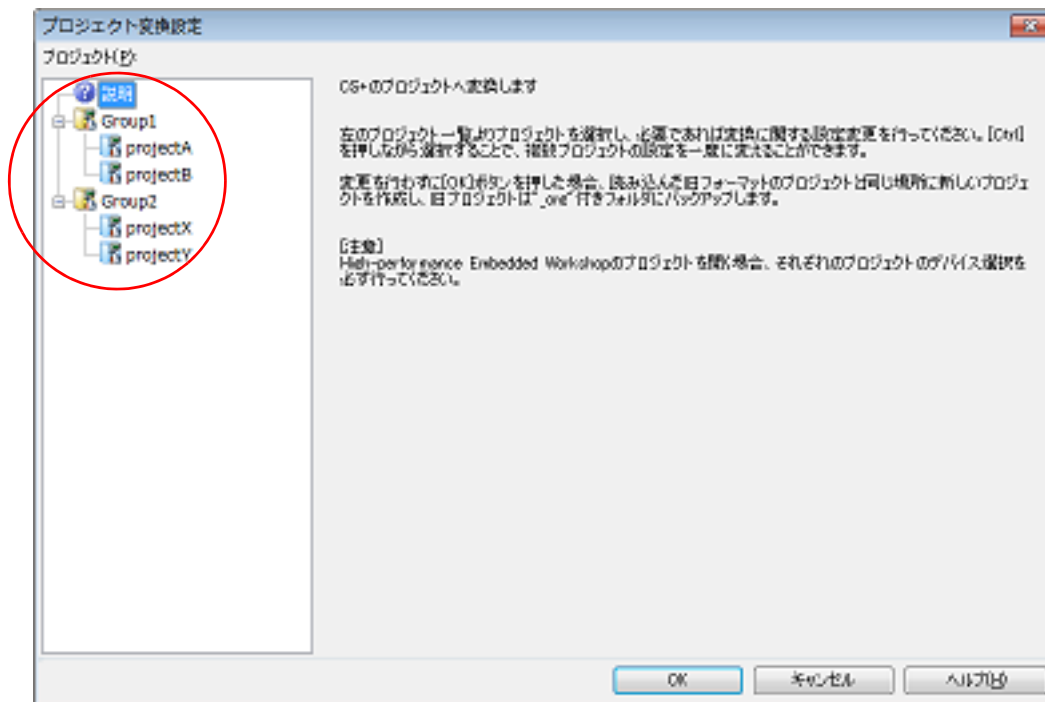 プロジェクト変換設定
プロジェクト(P):
説明
Group1
projectA
projectB
Group2
projectX
projectY
CS+のプロジェクトへ変換します
左のプロジェクト一覧よりプロジェクトを選択し、必要であれば変換に関する設定変更を行ってください。[Ctrl]
を押しながら選択することで、複数プロジェクトの設定を一度に変えることができます。
変更を行わずに[OK]ボタンを押した場合、読み込んだ旧フォーマットのプロジェクトと同じ場所に新しいプロジェ
クトを作成し、旧プロジェクトは"_org"付きフォルダにバックアップします。
[注意]
High-performance Embedded Workshopのプロジェクトを開く場合、それぞれのプロジェクトのデバイス選択を
必ず行ってください。
OK
キャンセル
ヘルプ(H)